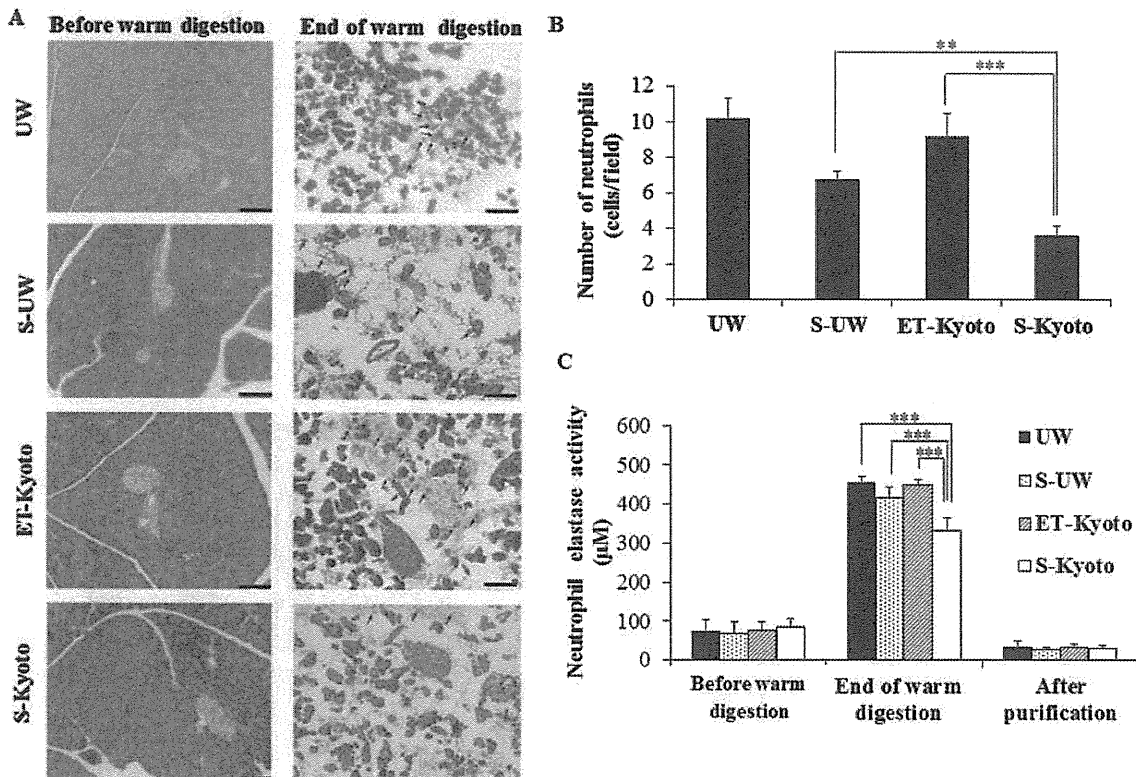 A
Before warm digestion
End of warm digestion
UW
S-UW
ET-Kyoto
S-Kyoto
B
Number of neutrophils
(cells/field)
12
10
8
6
4
2
0
**
***
UW
S-UW
ET-Kyoto
S-Kyoto
C
Neutrophil elastase activity
(µM)
600
500
400
300
200
100
0
***
***
***
UW
S-UW
ET-Kyoto
S-Kyoto
Before warm
digestion
End of warm
digestion
After
purification